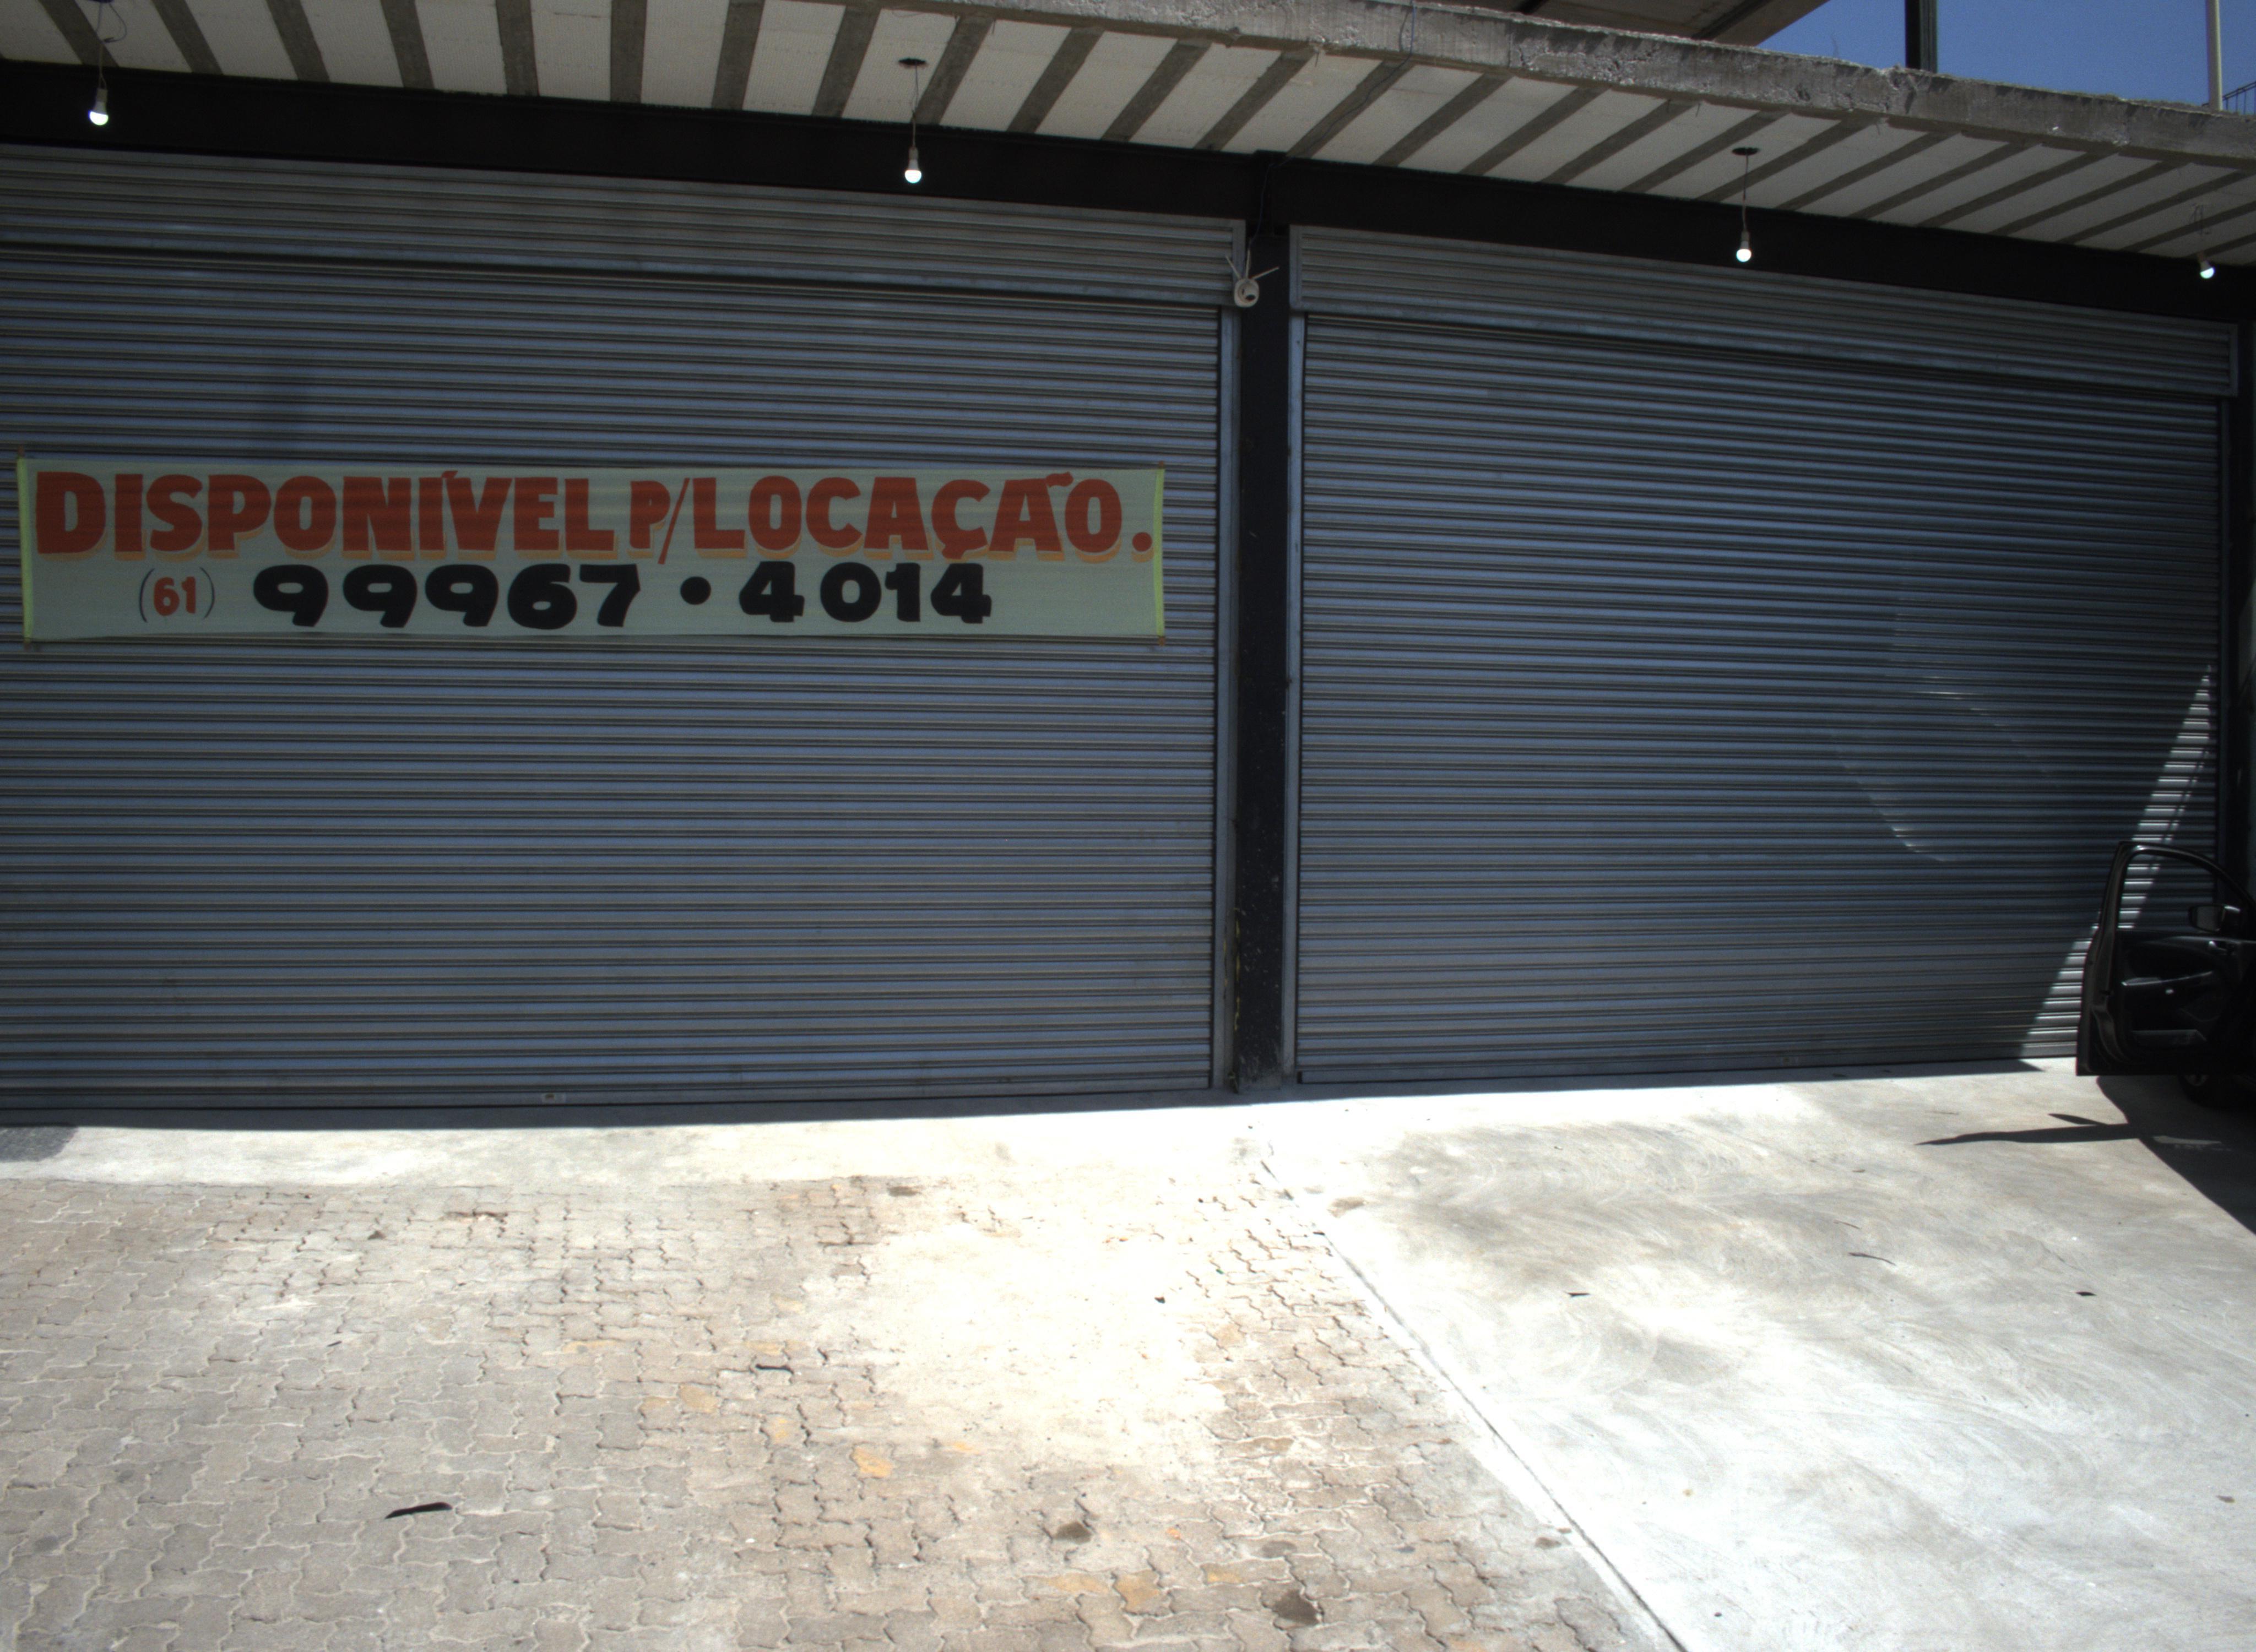 DISPONÍVEL P/LOCAÇÃO.
(61) 99967 • 4014